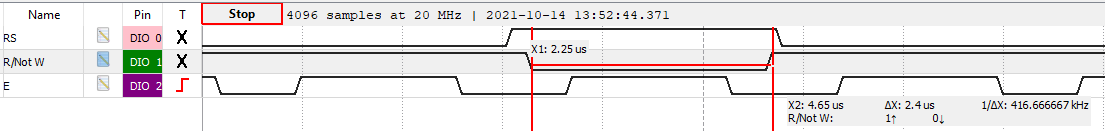 Name Pin T Stop 4096 samples at 20 MHz | 2021-10-14 13:52:44.371
RS DIO 0 X
X1: 2.25 us
R/Not W DIO 1 X
E DIO 2
X2: 4.65 us ΔX: 2.4 us 1/ΔX: 416.666667 kHz
R/Not W: 1↑ 0↓